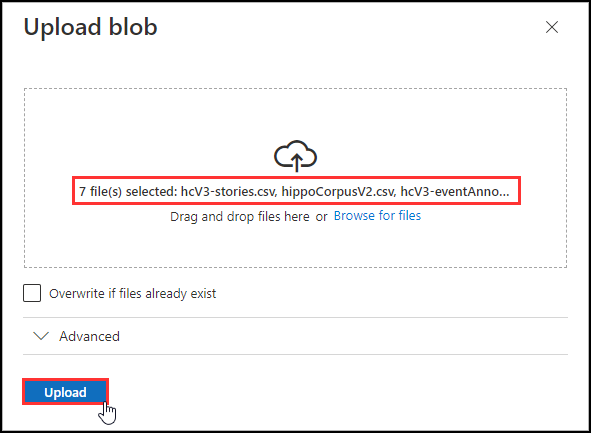 Upload blob
7 file(s) selected: hcV3-stories.csv, hippoCorpusV2.csv, hcV3-eventAnno...
Drag and drop files here or Browse for files
Overwrite if files already exist
Advanced
Upload